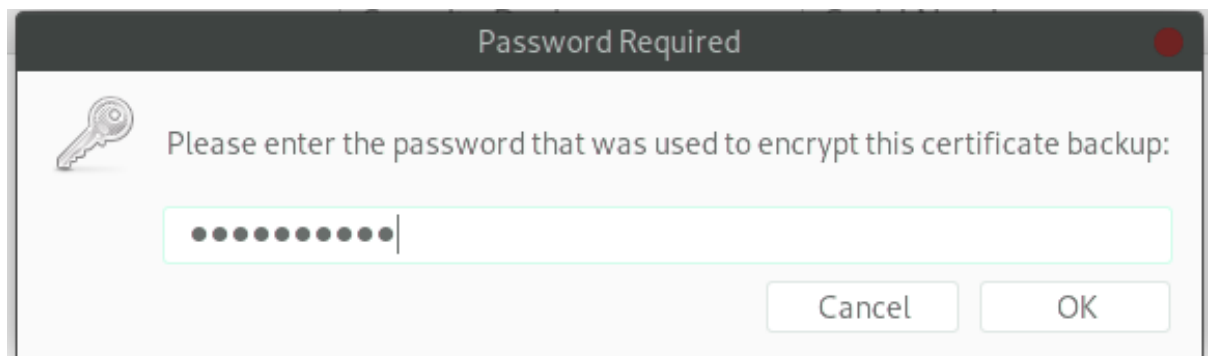 Password Required
Please enter the password that was used to encrypt this certificate backup:
●●●●●●●●●●
Cancel OK